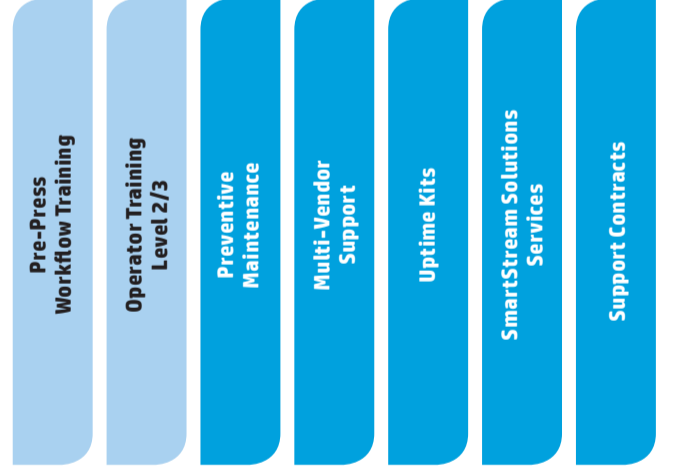 Pre-Press
Workflow Training
Operator Training
Level 2/3
Preventive
Maintenance
Multi-Vendor
Support
Uptime Kits
SmartStream Solutions
Services
Support Contracts